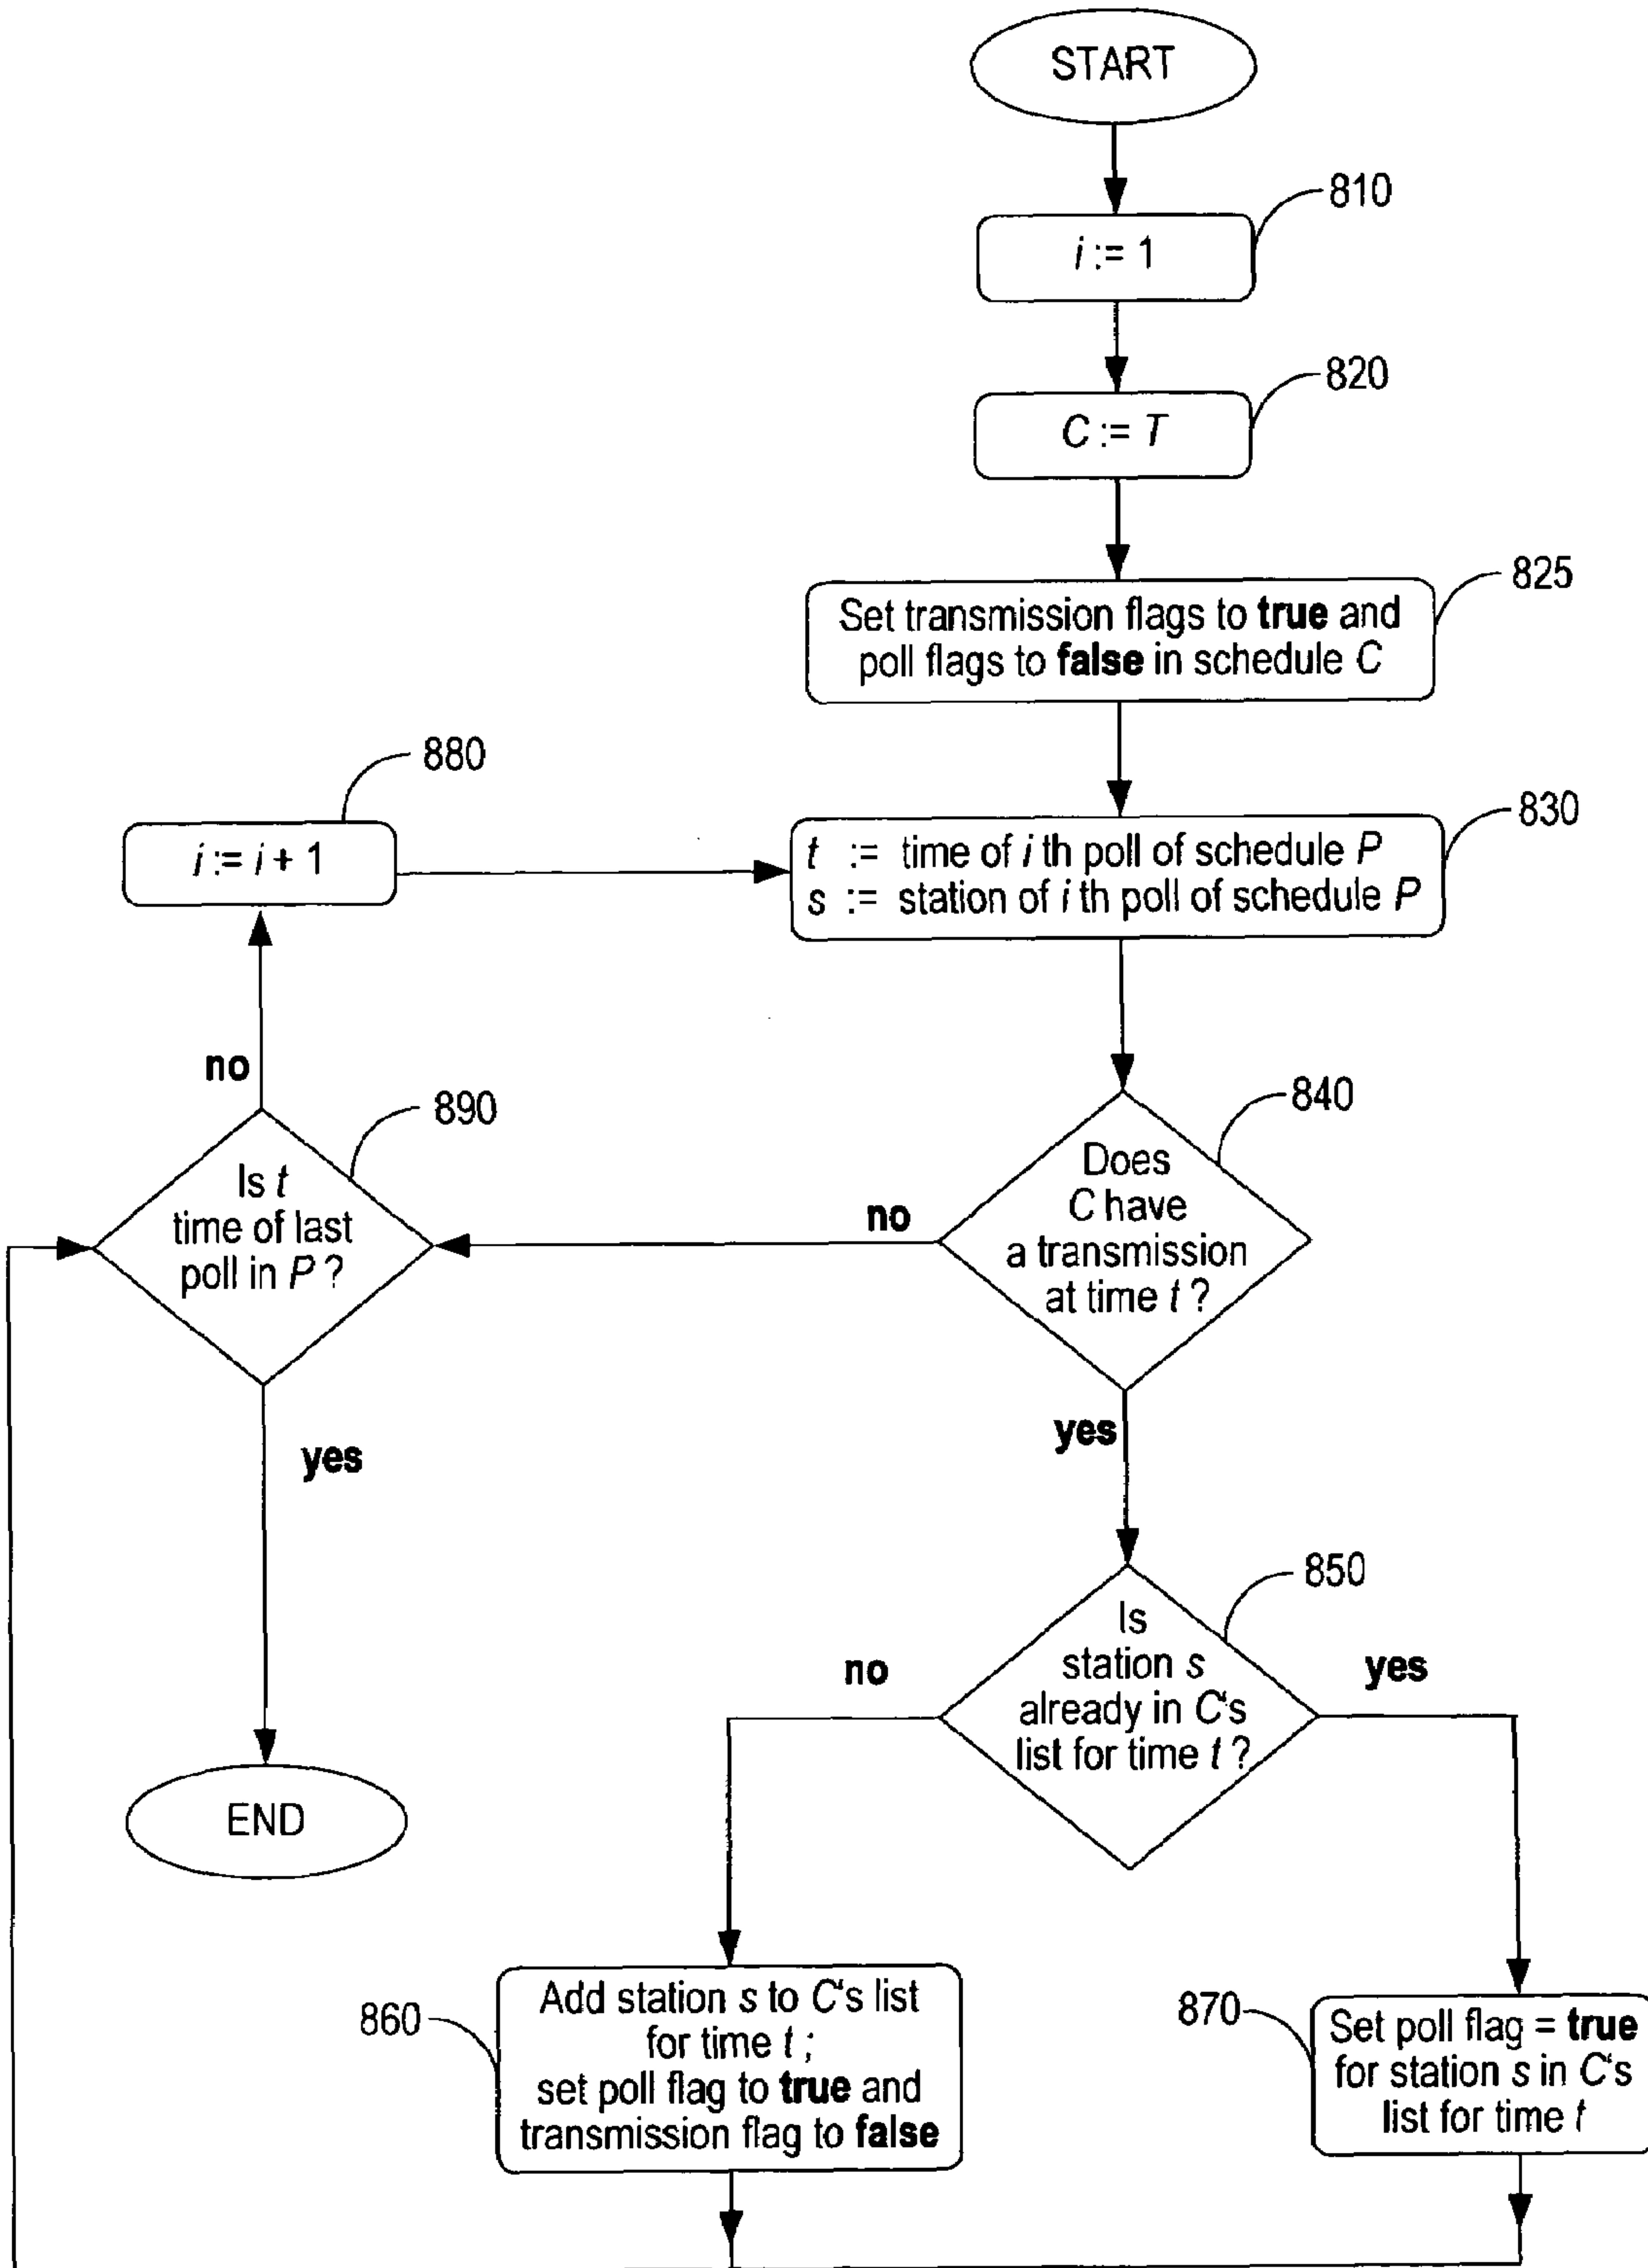 START
810
i := 1
820
C := T
825
Set transmission flags to true and
poll flags to false in schedule C
880
i := i + 1
830
t := time of i th poll of schedule P
s := station of i th poll of schedule P
no
890
Is t
time of last
poll in P ?
840
Does
C have
a transmission
at time t ?
no
yes
yes
END
850
Is
station s
already in C's
list for time t ?
no
yes
860
Add station s to C's list
for time t ;
set poll flag to true and
transmission flag to false
870
Set poll flag = true
for station s in C's
list for time t